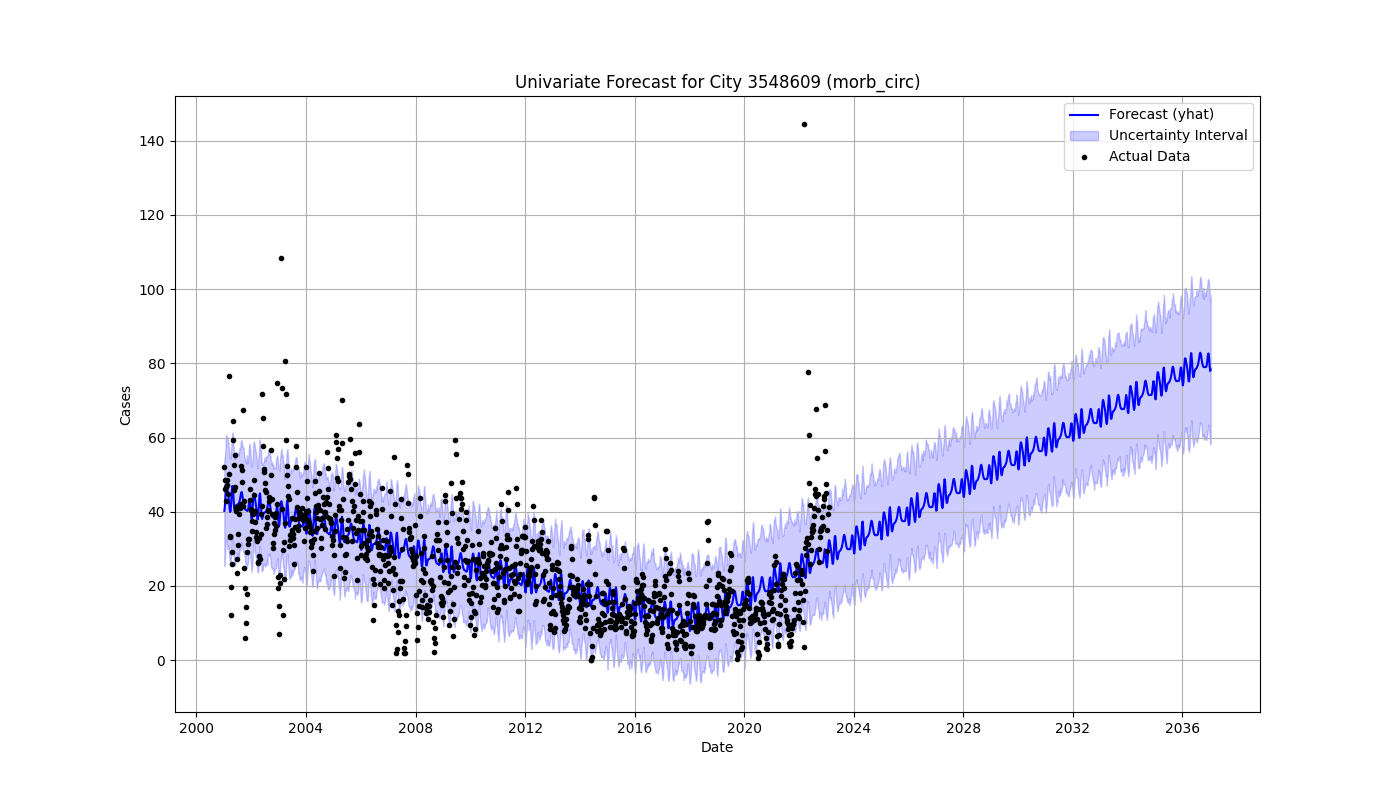 Univariate Forecast for City 3548609 (morb_circ)
Forecast (yhat)
Uncertainty Interval
Actual Data
140
120
100
80
60
40
20
0
Cases
2000 2004 2008 2012 2016 2020 2024 2028 2032 2036
Date